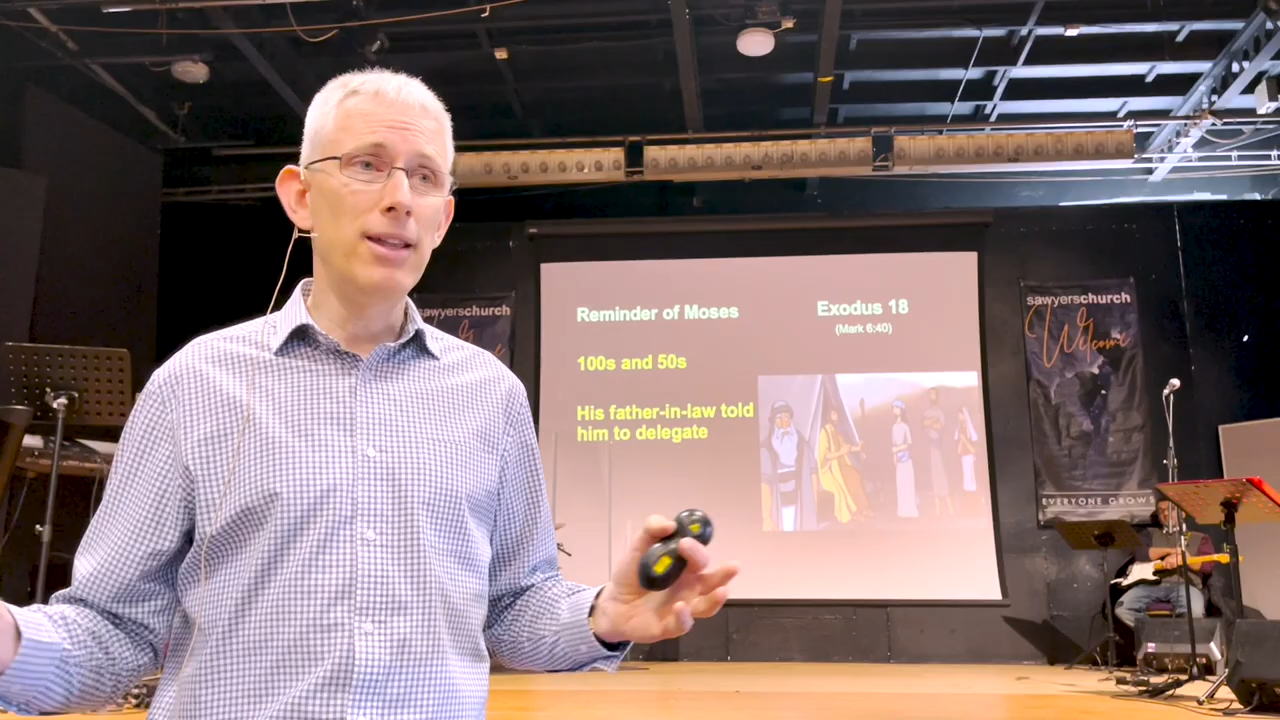 Reminder of Moses
Exodus 18
(Mark 6:40)
100s and 50s
His father-in-law told
him to delegate
sawyerschurch
Welcome
EVERYONE GROWS
awyerschurch